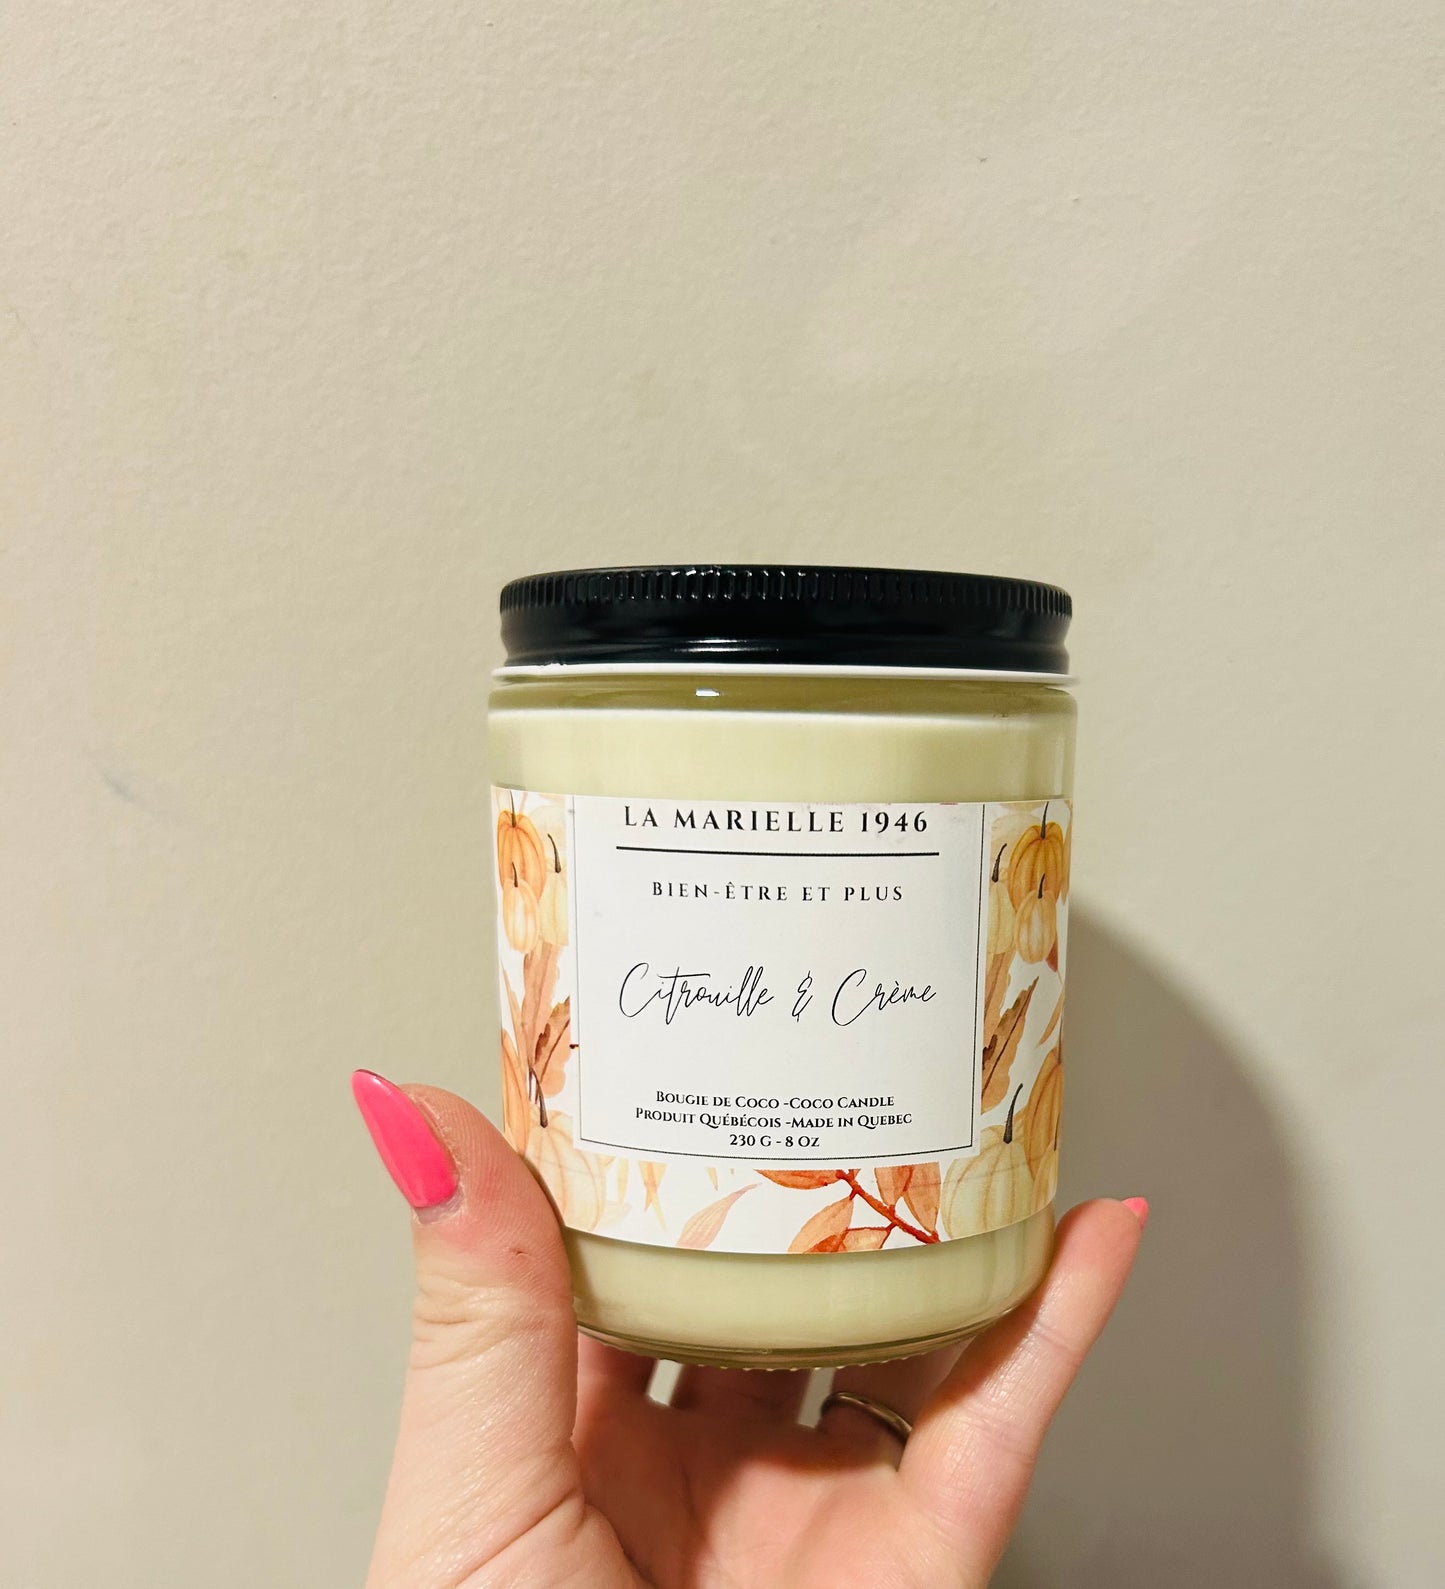 LA MARIELLE 1946
BIEN-ÊTRE ET PLUS
Citrouille & Crème
Bougie de Coco -Coco Candle
Produit Québécois -Made in Quebec
230 G - 8 Oz